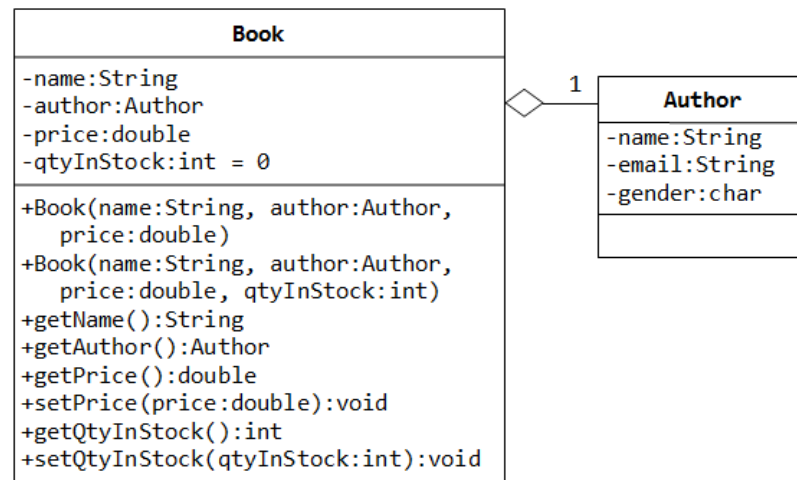 Book
-name:String
-author:Author
-price:double
-qtyInStock:int = 0
+Book(name:String, author:Author,
price:double)
+Book(name:String, author:Author,
price:double, qtyInStock:int)
+getName():String
+getAuthor():Author
+getPrice():double
+setPrice(price:double):void
+getQtyInStock():int
+setQtyInStock(qtyInStock:int):void
1
Author
-name:String
-email:String
-gender:char